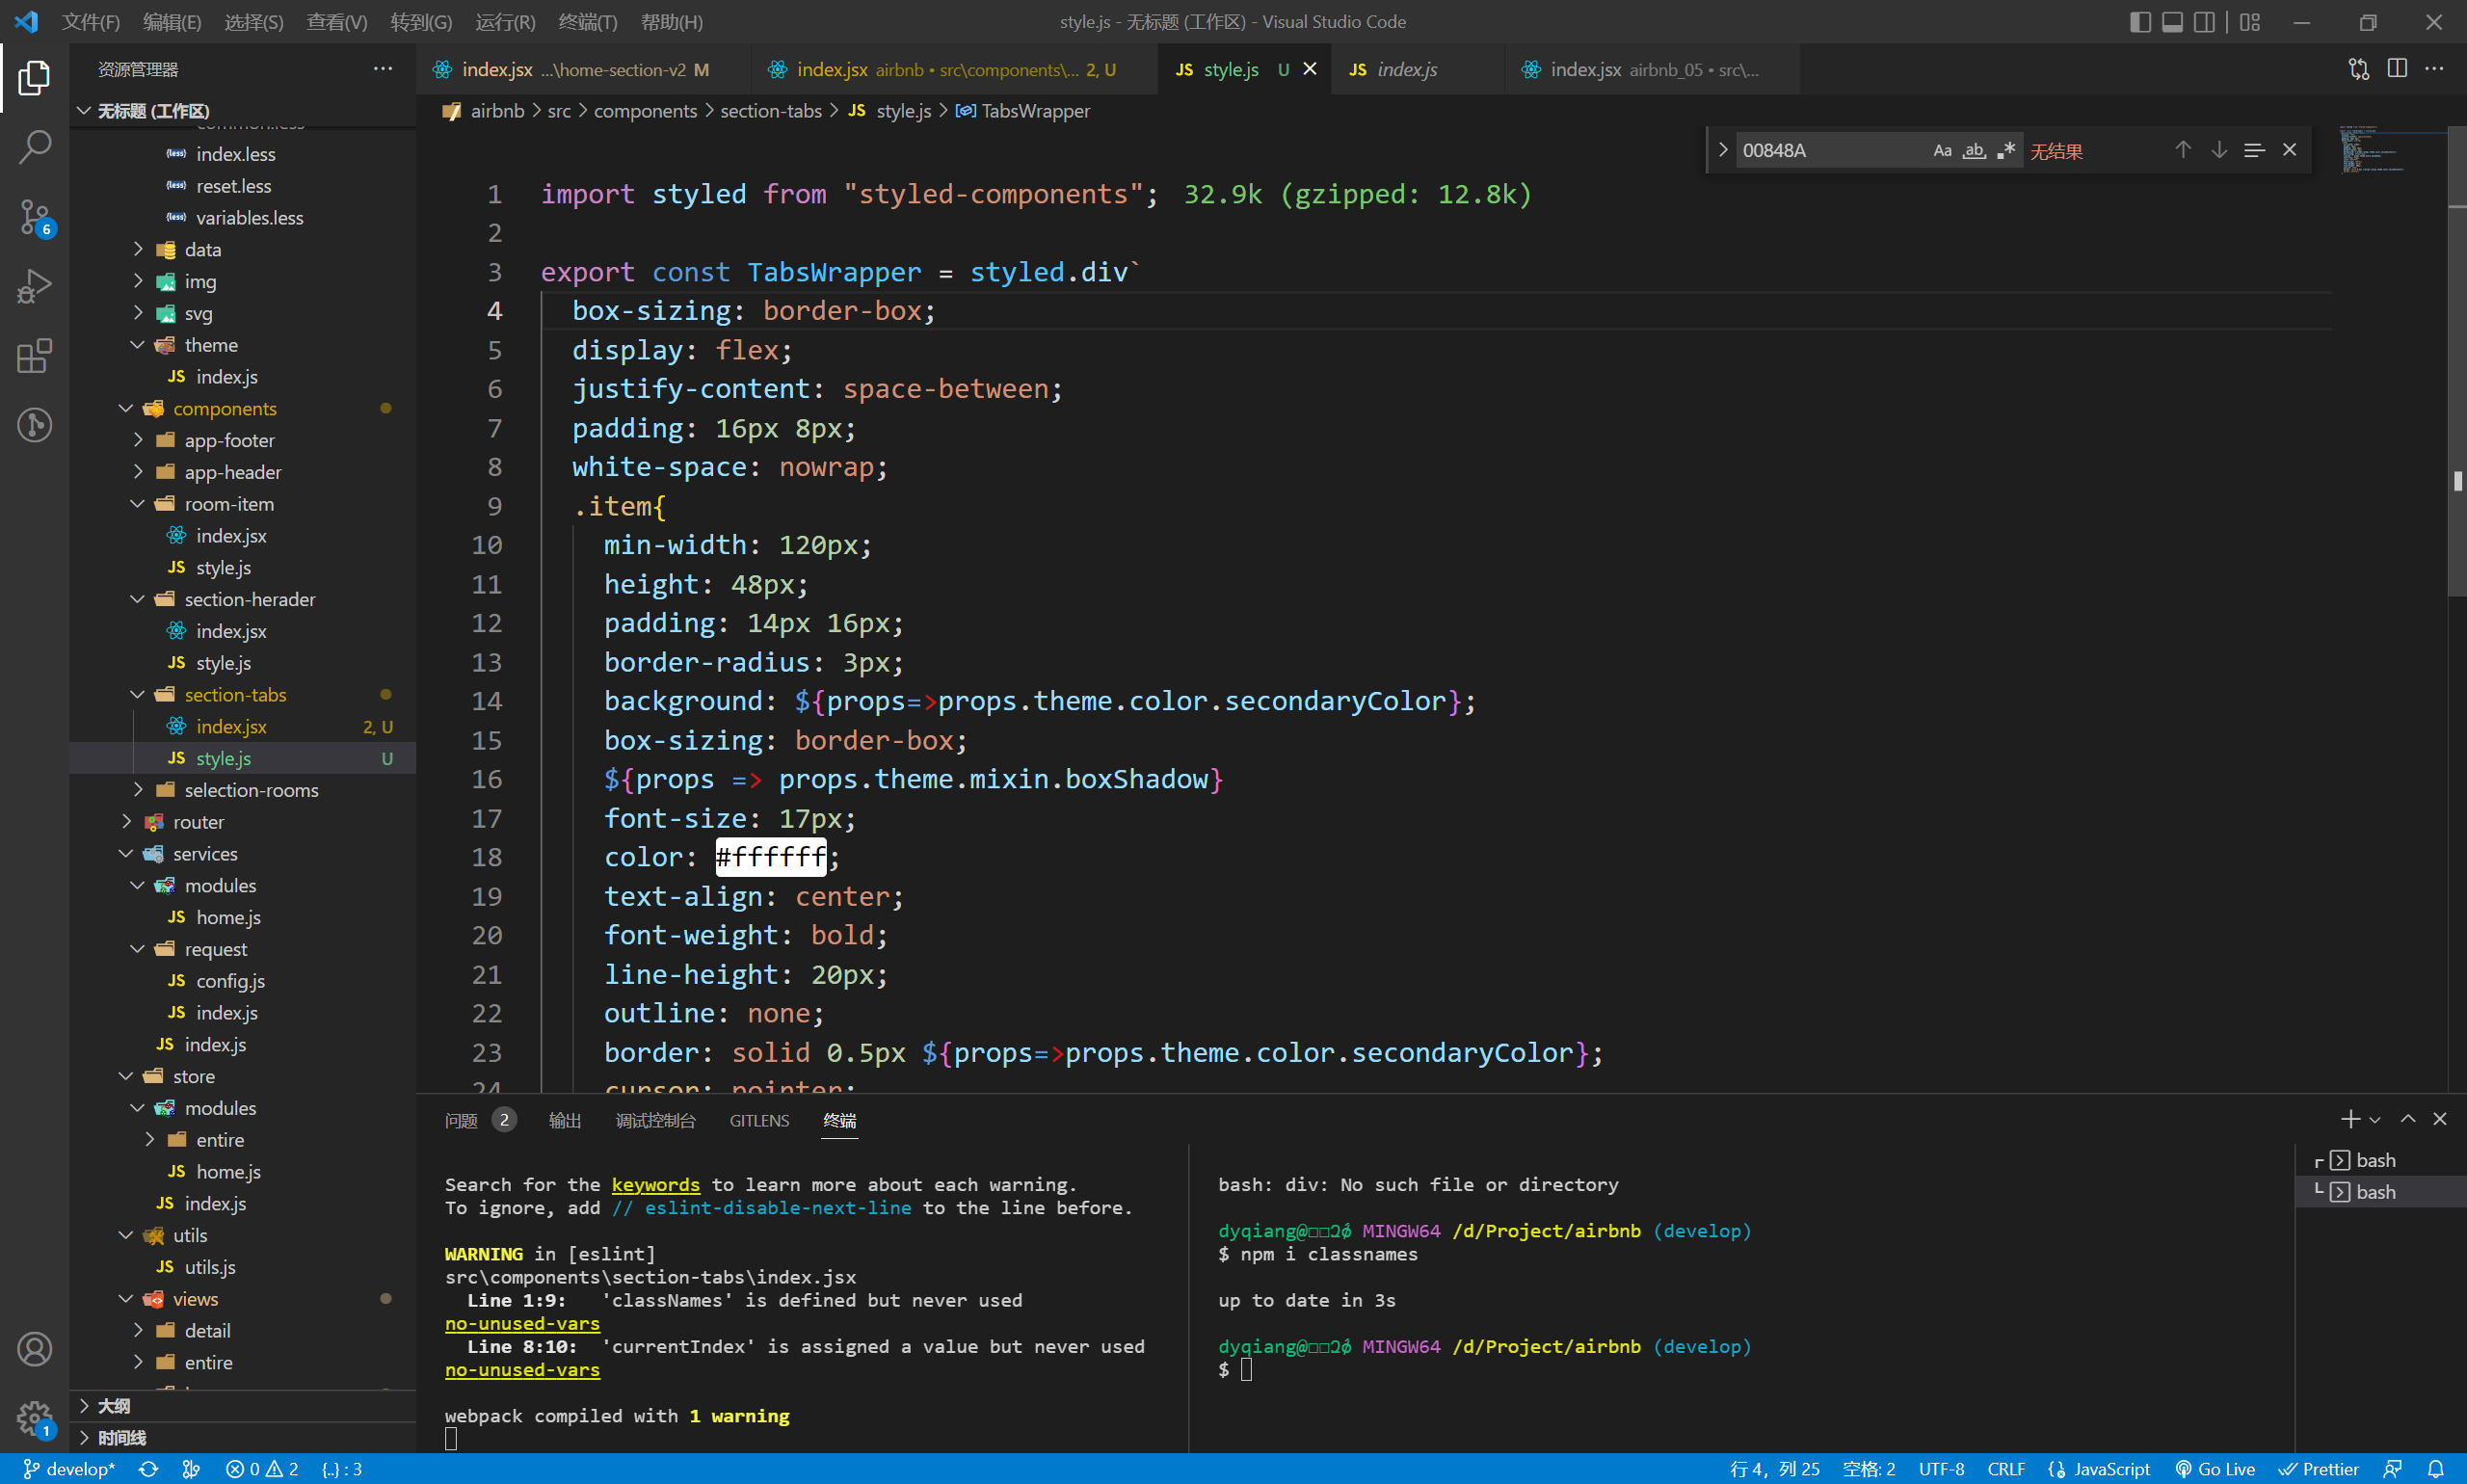 文件(F) 编辑(E) 选择(S) 查看(V) 转到(G) 运行(R) 终端(T) 帮助(H)
style.js - 无标题 (工作区) - Visual Studio Code
资源管理器
index.jsx ...\home-section-v2 M
index.jsx airbnb • src\components\... 2, U
JS style.js U
JS index.js
index.jsx airbnb_05 • src\...
无标题 (工作区)
airbnb > src > components > section-tabs > JS style.js > TabsWrapper
00848A Aa ab .* 无结果
common.less
{less} index.less
{less} reset.less
{less} variables.less
data
img
svg
theme
JS index.js
components
app-footer
app-header
room-item
index.jsx
JS style.js
section-herader
index.jsx
JS style.js
section-tabs
index.jsx 2, U
JS style.js U
selection-rooms
router
services
modules
JS home.js
request
JS config.js
JS index.js
JS index.js
store
modules
entire
JS home.js
JS index.js
utils
JS utils.js
views
detail
entire
大纲
时间线
6
1
1 import styled from "styled-components"; 32.9k (gzipped: 12.8k)
2
3 export const TabsWrapper = styled.div`
4 box-sizing: border-box;
5 display: flex;
6 justify-content: space-between;
7 padding: 16px 8px;
8 white-space: nowrap;
9 .item{
10 min-width: 120px;
11 height: 48px;
12 padding: 14px 16px;
13 border-radius: 3px;
14 background: ${props=>props.theme.color.secondaryColor};
15 box-sizing: border-box;
16 ${props => props.theme.mixin.boxShadow}
17 font-size: 17px;
18 color: #ffffff;
19 text-align: center;
20 font-weight: bold;
21 line-height: 20px;
22 outline: none;
23 border: solid 0.5px ${props=>props.theme.color.secondaryColor};
24 cursor: pointer;
问题 2 输出 调试控制台 GITLENS 终端
Search for the keywords to learn more about each warning.
To ignore, add // eslint-disable-next-line to the line before.
WARNING in [eslint]
src\components\section-tabs\index.jsx
Line 1:9: 'classNames' is defined but never used
no-unused-vars
Line 8:10: 'currentIndex' is assigned a value but never used
no-unused-vars
webpack compiled with 1 warning
bash: div: No such file or directory
MINGW64 /d/Project/airbnb (develop)
$ npm i classnames
up to date in 3s
MINGW64 /d/Project/airbnb (develop)
$
bash
bash
develop* 0 2 {..} : 3
行 4，列 25 空格: 2 UTF-8 CRLF JavaScript Go Live Prettier